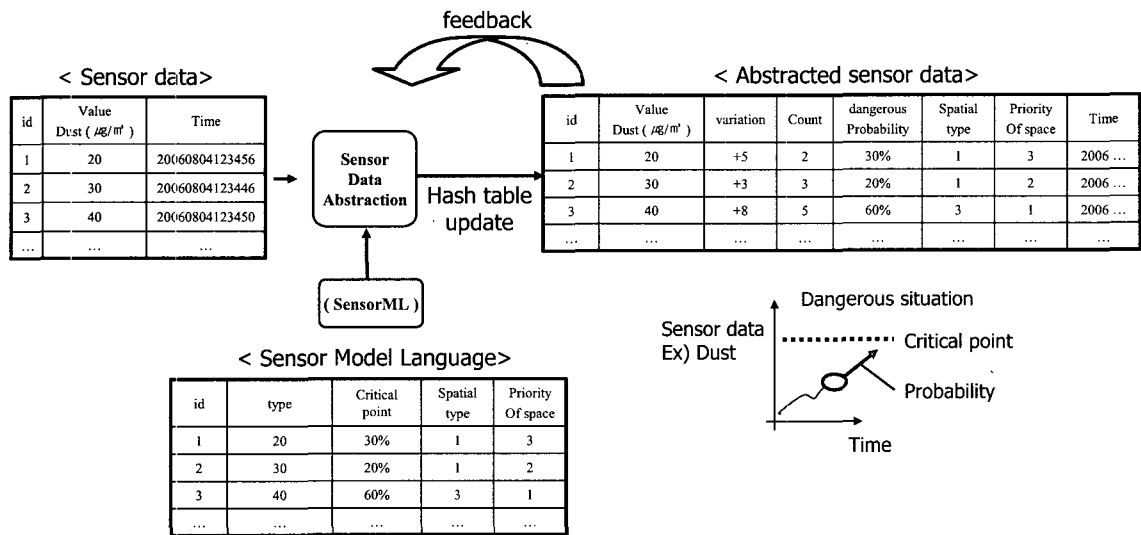 feedback
< Sensor data>
id Value Dust ( ㎍/㎥ ) Time
1 20 20060804123456
2 30 20060804123446
3 40 20060804123450
... ... ...
Sensor
Data
Abstraction
Hash table
update
( SensorML )
< Abstracted sensor data>
id Value Dust ( ㎍/㎥ ) variation Count dangerous Probability Spatial type Priority Of space Time
1 20 +5 2 30% 1 3 2006 ...
2 30 +3 3 20% 1 2 2006 ...
3 40 +8 5 60% 3 1 2006 ...
... ... ... ... ... ... ... ...
< Sensor Model Language>
id type Critical point Spatial type Priority Of space
1 20 30% 1 3
2 30 20% 1 2
3 40 60% 3 1
... ... ... ... ...
Dangerous situation
Sensor data
Ex) Dust
Critical point
Probability
Time